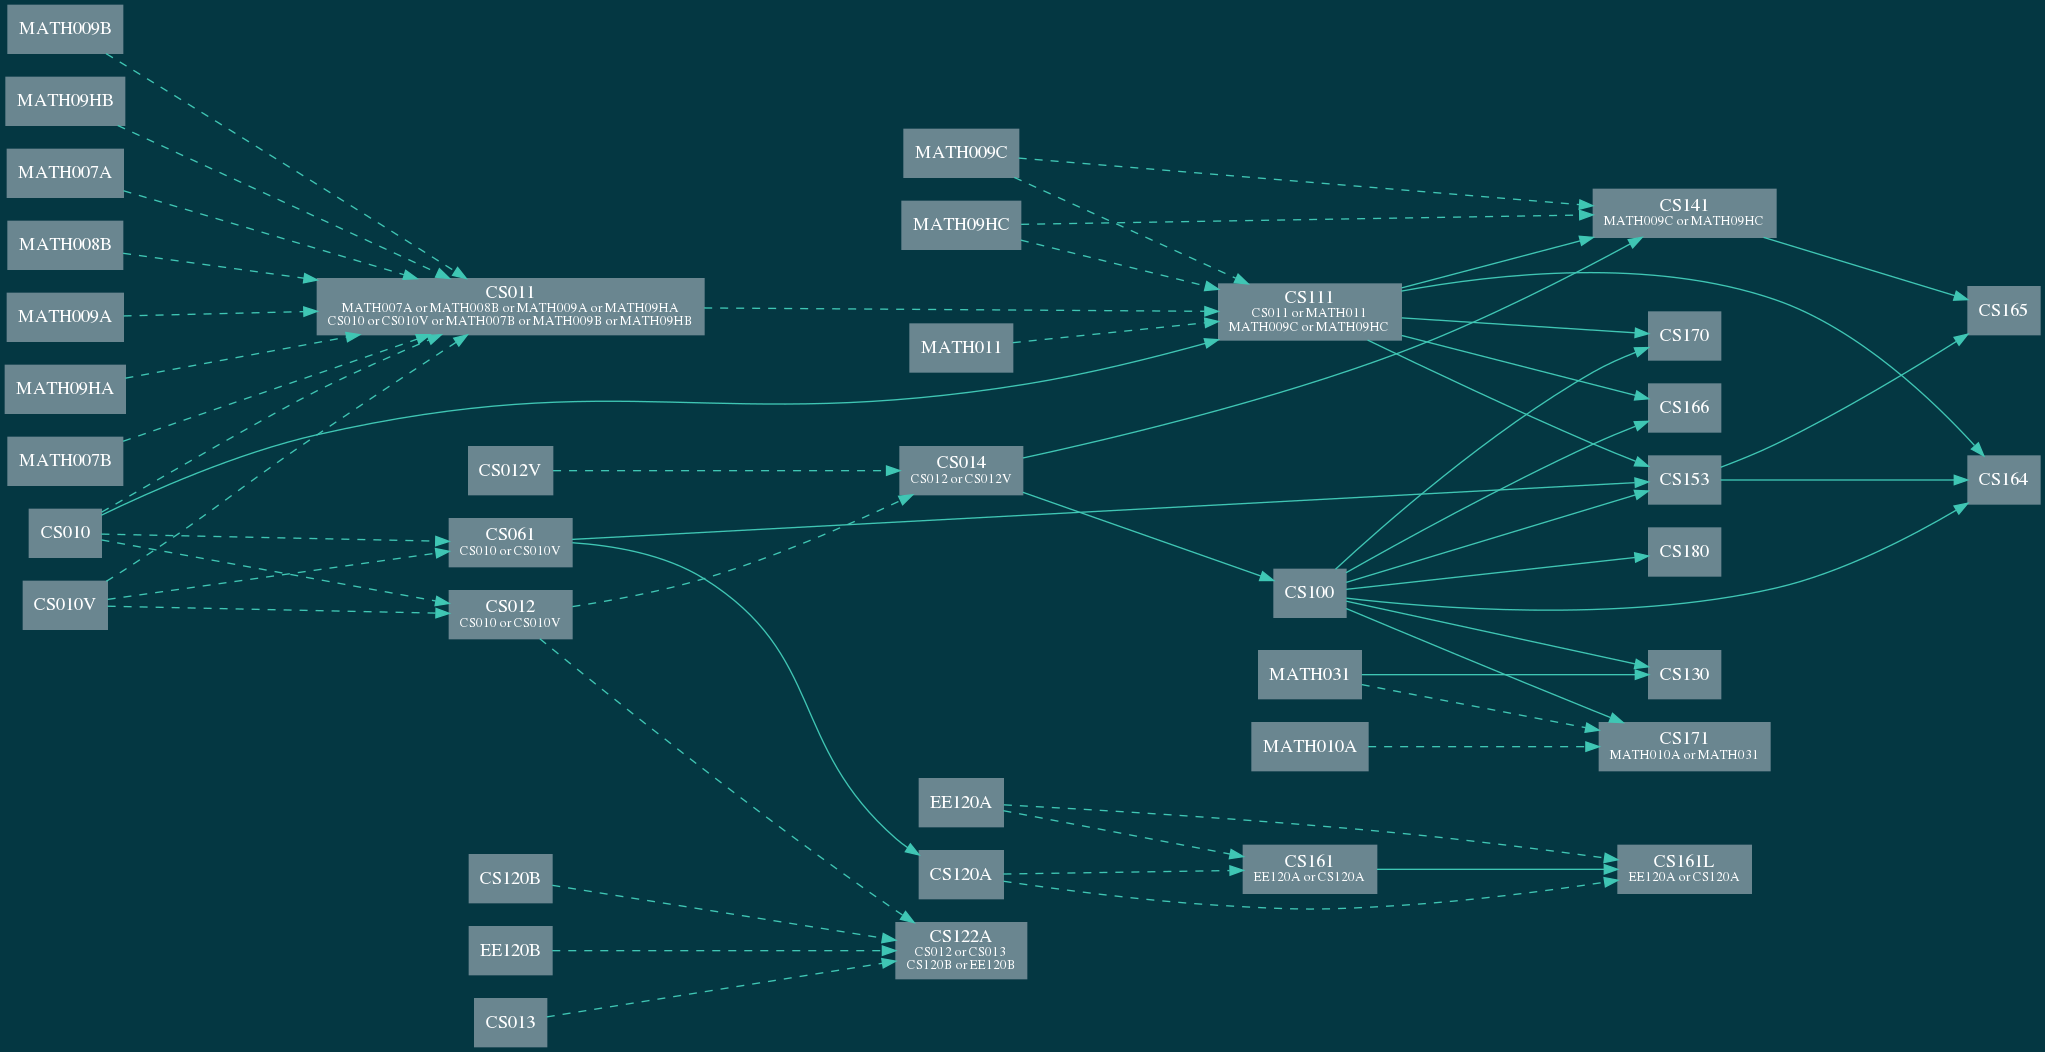 MATH009B
MATH09HB
MATH007A
MATH008B
MATH009A
MATH09HA
MATH007B
CS010
CS010V
CS011
MATH007A or MATH008B or MATH009A or MATH09HA
CS010 or CS010V or MATH007B or MATH009B or MATH09HB
CS012V
CS061
CS010 or CS010V
CS012
CS010 or CS010V
CS120B
EE120B
CS013
MATH009C
MATH09HC
MATH011
CS014
CS012 or CS012V
EE120A
CS120A
CS122A
CS012 or CS013
CS120B or EE120B
CS111
CS011 or MATH011
MATH009C or MATH09HC
CS100
MATH031
MATH010A
CS161
EE120A or CS120A
CS141
MATH009C or MATH09HC
CS170
CS166
CS153
CS180
CS130
CS171
MATH010A or MATH031
CS161L
EE120A or CS120A
CS165
CS164